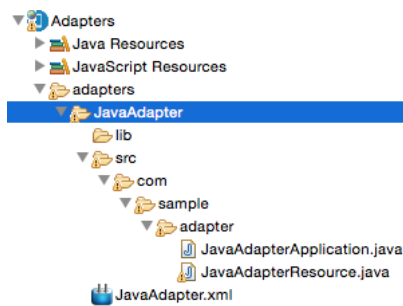 Adapters
Java Resources
JavaScript Resources
adapters
JavaAdapter
lib
src
com
sample
adapter
JavaAdapterApplication.java
JavaAdapterResource.java
JavaAdapter.xml